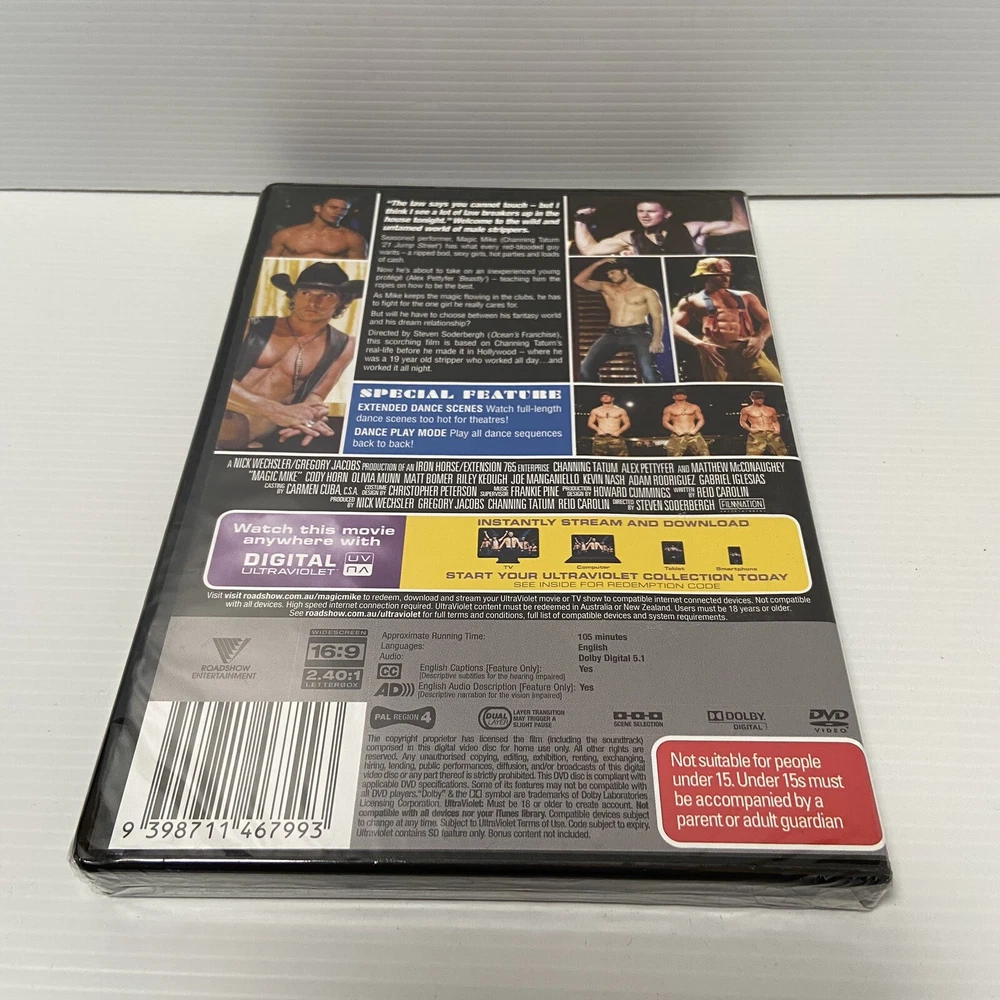 "The law says you cannot touch – but I
think I see a lot of law breakers up in the
house tonight." Welcome to the wild and
untamed world of male strippers.
Seasoned performer, Magic Mike (Channing Tatum
'21 Jump Street') has what every red-blooded guy
wants – a ripped bod, sexy girls, hot parties and loads
of cash.
Now he's about to take on an inexperienced young
protégé (Alex Pettyfer 'Beastly') – teaching him the
ropes on how to be the best.
As Mike keeps the magic flowing in the clubs, he has
to fight for the one girl he really cares for.
But will he have to choose between his fantasy world
and his dream relationship?
Directed by Steven Soderbergh (Ocean's Franchise),
this scorching film is based on Channing Tatum's
real-life before he made it in Hollywood – where he
was a 19 year old stripper who worked all day...and
worked it all night.
SPECIAL FEATURE
EXTENDED DANCE SCENES Watch full-length
dance scenes too hot for theatres!
DANCE PLAY MODE Play all dance sequences
back to back!
A NICK WECHSLER/GREGORY JACOBS PRODUCTION OF AN IRON HORSE/EXTENSION 765 ENTERPRISE CHANNING TATUM ALEX PETTYFER AND MATTHEW McCONAUGHEY
"MAGIC MIKE" CODY HORN OLIVIA MUNN MATT BOMER RILEY KEOUGH JOE MANGANIELLO KEVIN NASH ADAM RODRIGUEZ GABRIEL IGLESIAS
CASTING BY CARMEN CUBA, C.S.A. COSTUME DESIGN BY CHRISTOPHER PETERSON MUSIC SUPERVISOR FRANKIE PINE PRODUCTION DESIGN BY HOWARD CUMMINGS WRITTEN BY REID CAROLIN
PRODUCED BY NICK WECHSLER GREGORY JACOBS CHANNING TATUM REID CAROLIN DIRECTED BY STEVEN SODERBERGH FILMNATION
Watch this movie
anywhere with
DIGITAL
ULTRAVIOLET
UV
INSTANTLY STREAM AND DOWNLOAD
TV Computer Tablet Smartphone
START YOUR ULTRAVIOLET COLLECTION TODAY
SEE INSIDE FOR REDEMPTION CODE
Visit visit roadshow.com.au/magicmike to redeem, download and stream your UltraViolet movie or TV show to compatible internet connected devices. Not compatible
with all devices. High speed internet connection required. UltraViolet content must be redeemed in Australia or New Zealand. Users must be 18 years or older.
See roadshow.com.au/ultraviolet for full terms and conditions, full list of compatible devices and system requirements.
ROADSHOW
ENTERTAINMENT
WIDESCREEN
16:9
2.40:1
LETTERBOX
Approximate Running Time: 105 minutes
Languages: English
Audio: Dolby Digital 5.1
CC English Captions [Feature Only]: Yes
[Descriptive subtitles for the hearing impaired]
AD))) English Audio Description [Feature Only]: Yes
[Descriptive narration for the vision impaired]
PAL REGION 4
DUAL LAYER
LAYER TRANSITION
MAY TRIGGER A
SLIGHT PAUSE
SCENE SELECTION
DOLBY
DIGITAL
DVD
VIDEO
The copyright proprietor has licensed the film (including the soundtrack)
comprised in this digital video disc for home use only. All other rights are
reserved. Any unauthorised copying, editing, exhibition, renting, exchanging,
hiring, lending, public performances, diffusion, and/or broadcasts of this digital
video disc or any part thereof is strictly prohibited. This DVD disc is compliant with
applicable DVD specifications. Some of its features may not be compatible with
all DVD players. "Dolby" & the symbol are trademarks of Dolby Laboratories
Licensing Corporation. UltraViolet: Must be 18 or older to create account. Not
compatible with all devices nor your iTunes library. Compatible devices subject
to change at any time. Subject to UltraViolet Terms of Use. Code subject to expiry.
Ultraviolet contains SD feature only. Bonus content not included.
Not suitable for people
under 15. Under 15s must
be accompanied by a
parent or adult guardian
9 398711 467993